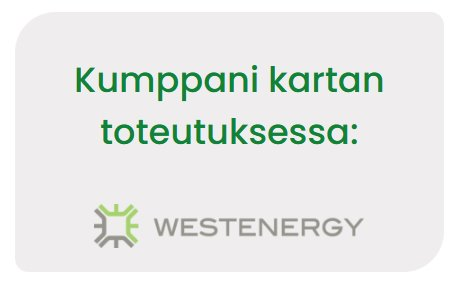 Kumppani kartan
toteutuksessa:
WESTENERGY